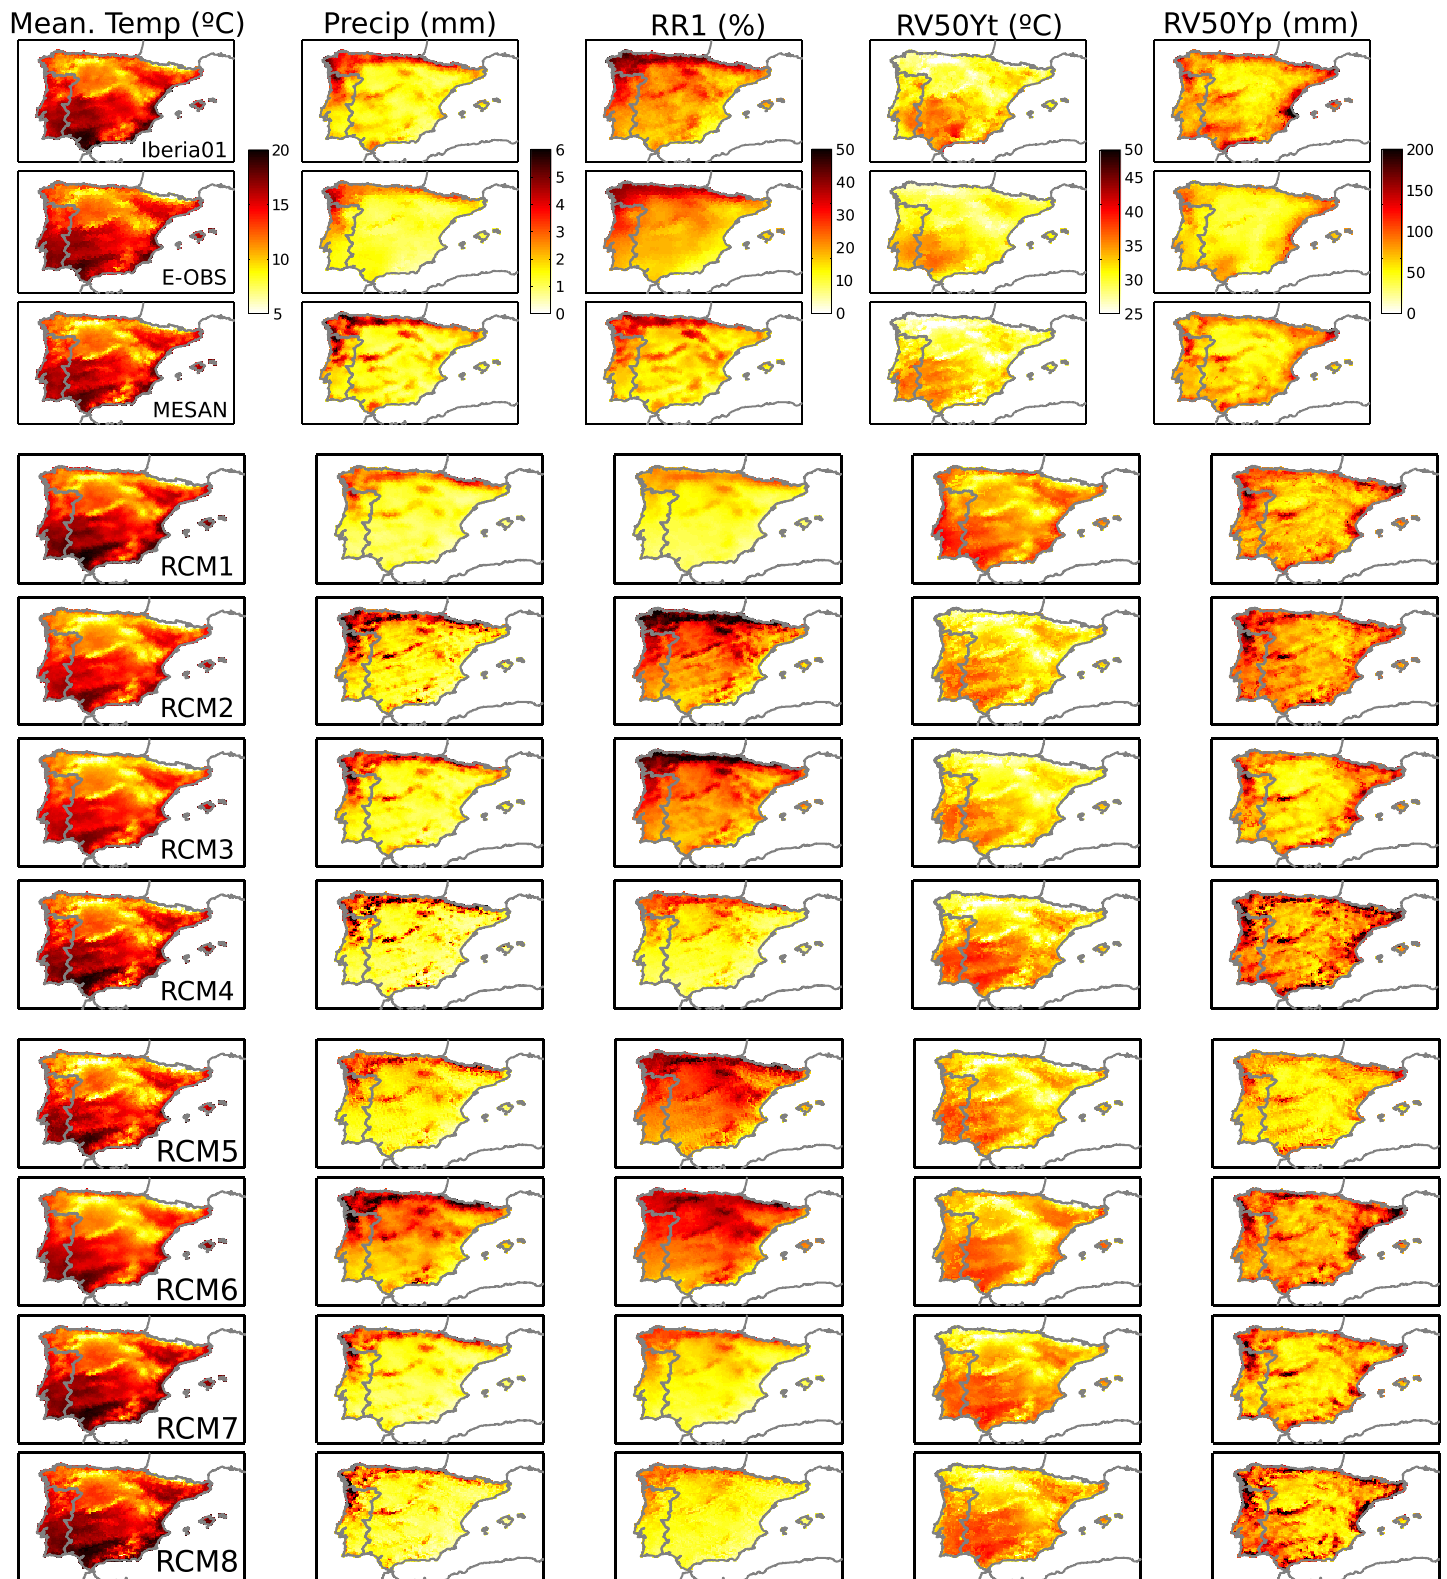 Mean. Temp (ºC) Precip (mm) RR1 (%) RV50Yt (ºC) RV50Yp (mm)
Iberia01
20 6 50 50 200
15 5 40 45 150
10 4 30 40 100
5 3 20 35 50
2 10 30 0
1 0 25
0
E-OBS
MESAN
RCM1
RCM2
RCM3
RCM4
RCM5
RCM6
RCM7
RCM8